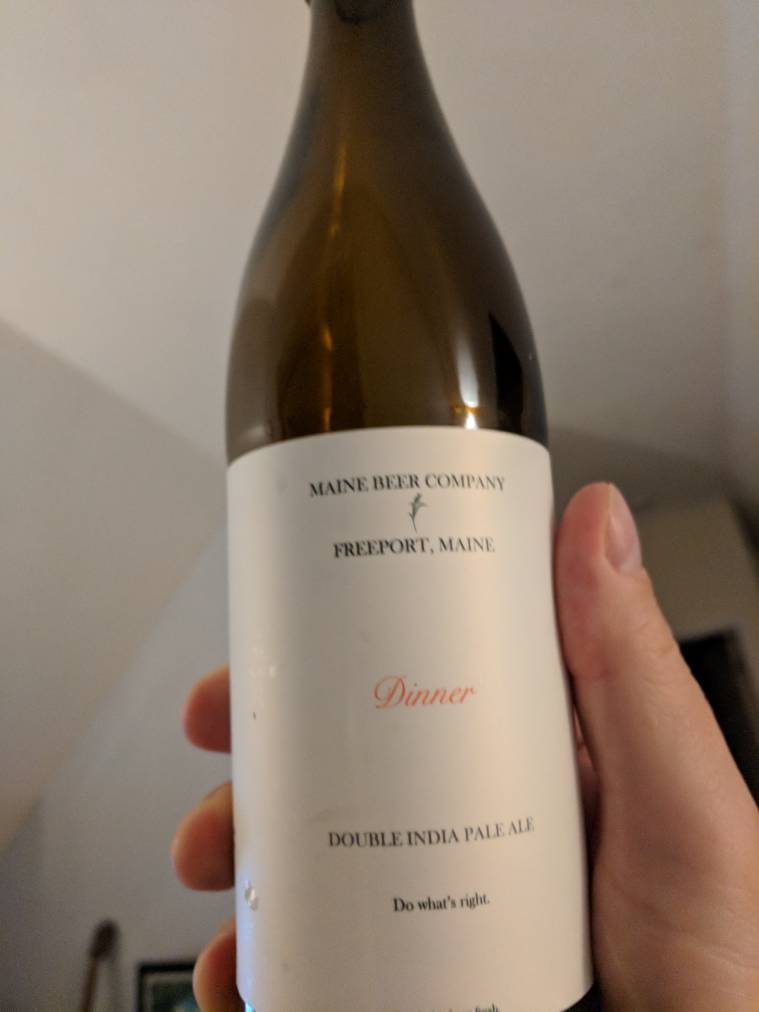 MAINE BEER COMPANY
FREEPORT, MAINE
Dinner
DOUBLE INDIA PALE ALE
Do what's right.